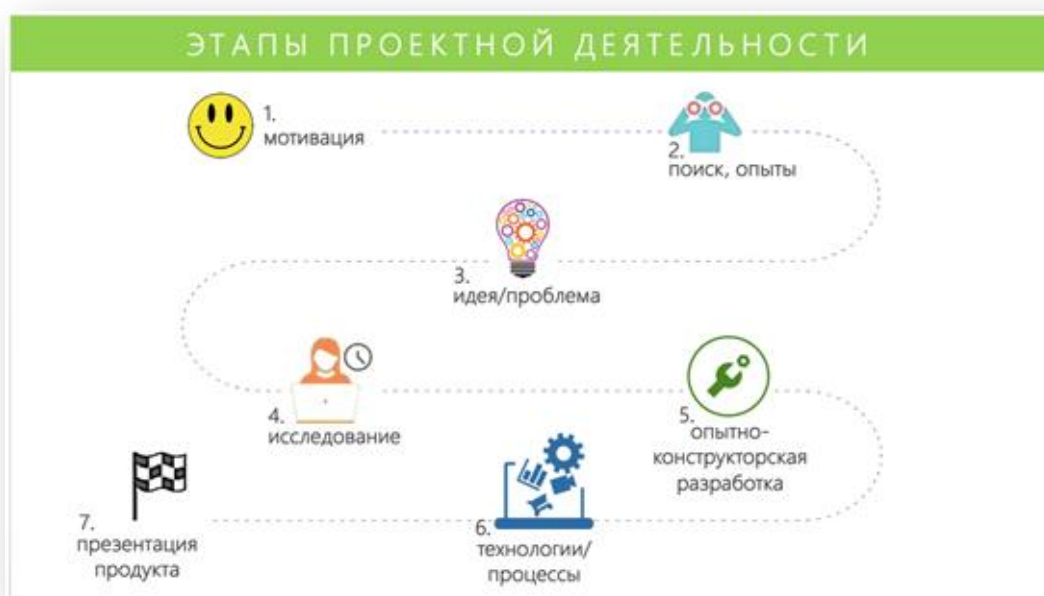 ЭТАПЫ ПРОЕКТНОЙ ДЕЯТЕЛЬНОСТИ
1.
мотивация
2.
поиск, опыты
3.
идея/проблема
4.
исследование
5.
опытно-
конструкторская
разработка
6.
технологии/
процессы
7.
презентация
продукта